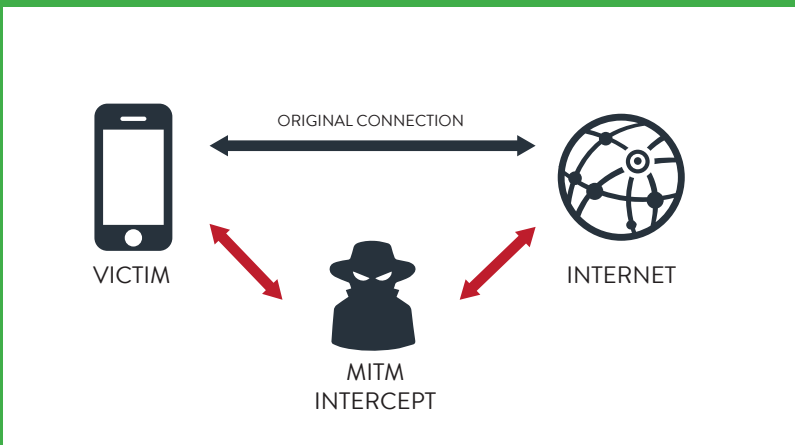 ORIGINAL CONNECTION
VICTIM
INTERNET
MITM
INTERCEPT